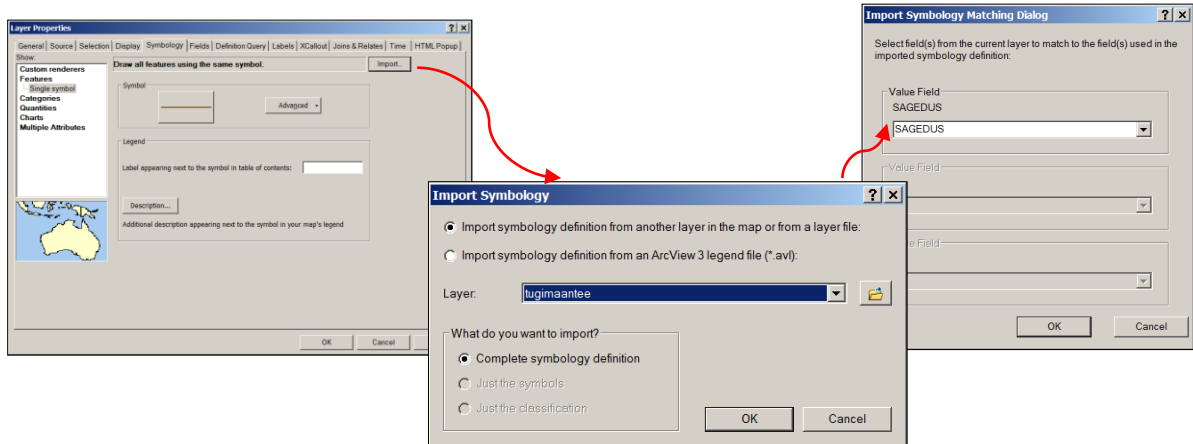 Layer Properties
General Source Selection Display Symbology Fields Definition Query Labels XCallout Joins & Relates Time HTML Popup
Show:
Custom renderers
Features
Single symbol
Categories
Quantities
Charts
Multiple Attributes
Draw all features using the same symbol.
Import..
Symbol
Advanced
Legend
Label appearing next to the symbol in table of contents:
Description...
Additional description appearing next to the symbol in your map's legend
OK Cancel
Import Symbology
Import symbology definition from another layer in the map or from a layer file:
Import symbology definition from an ArcView 3 legend file (*.avl):
Layer: tugimaantee
What do you want to import?
Complete symbology definition
Just the symbols
Just the classification
OK Cancel
Import Symbology Matching Dialog
Select field(s) from the current layer to match to the field(s) used in the
imported symbology definition:
Value Field
SAGEDUS
SAGEDUS
Value Field
Field
OK Cancel